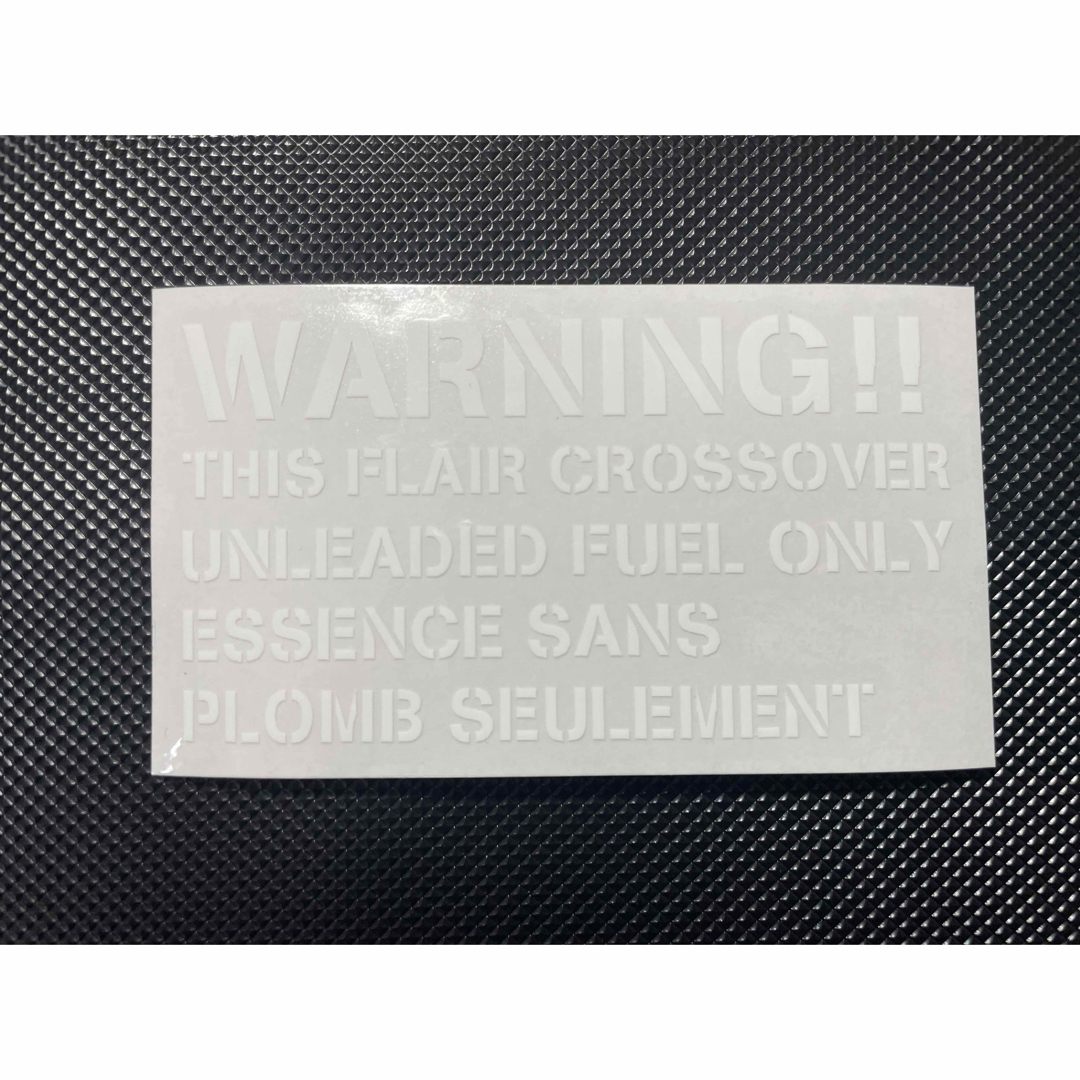 WARNING!!
THIS FLAIR CROSSOVER
UNLEADED FUEL ONLY
ESSENCE SANS
PLOMB SEULEMENT